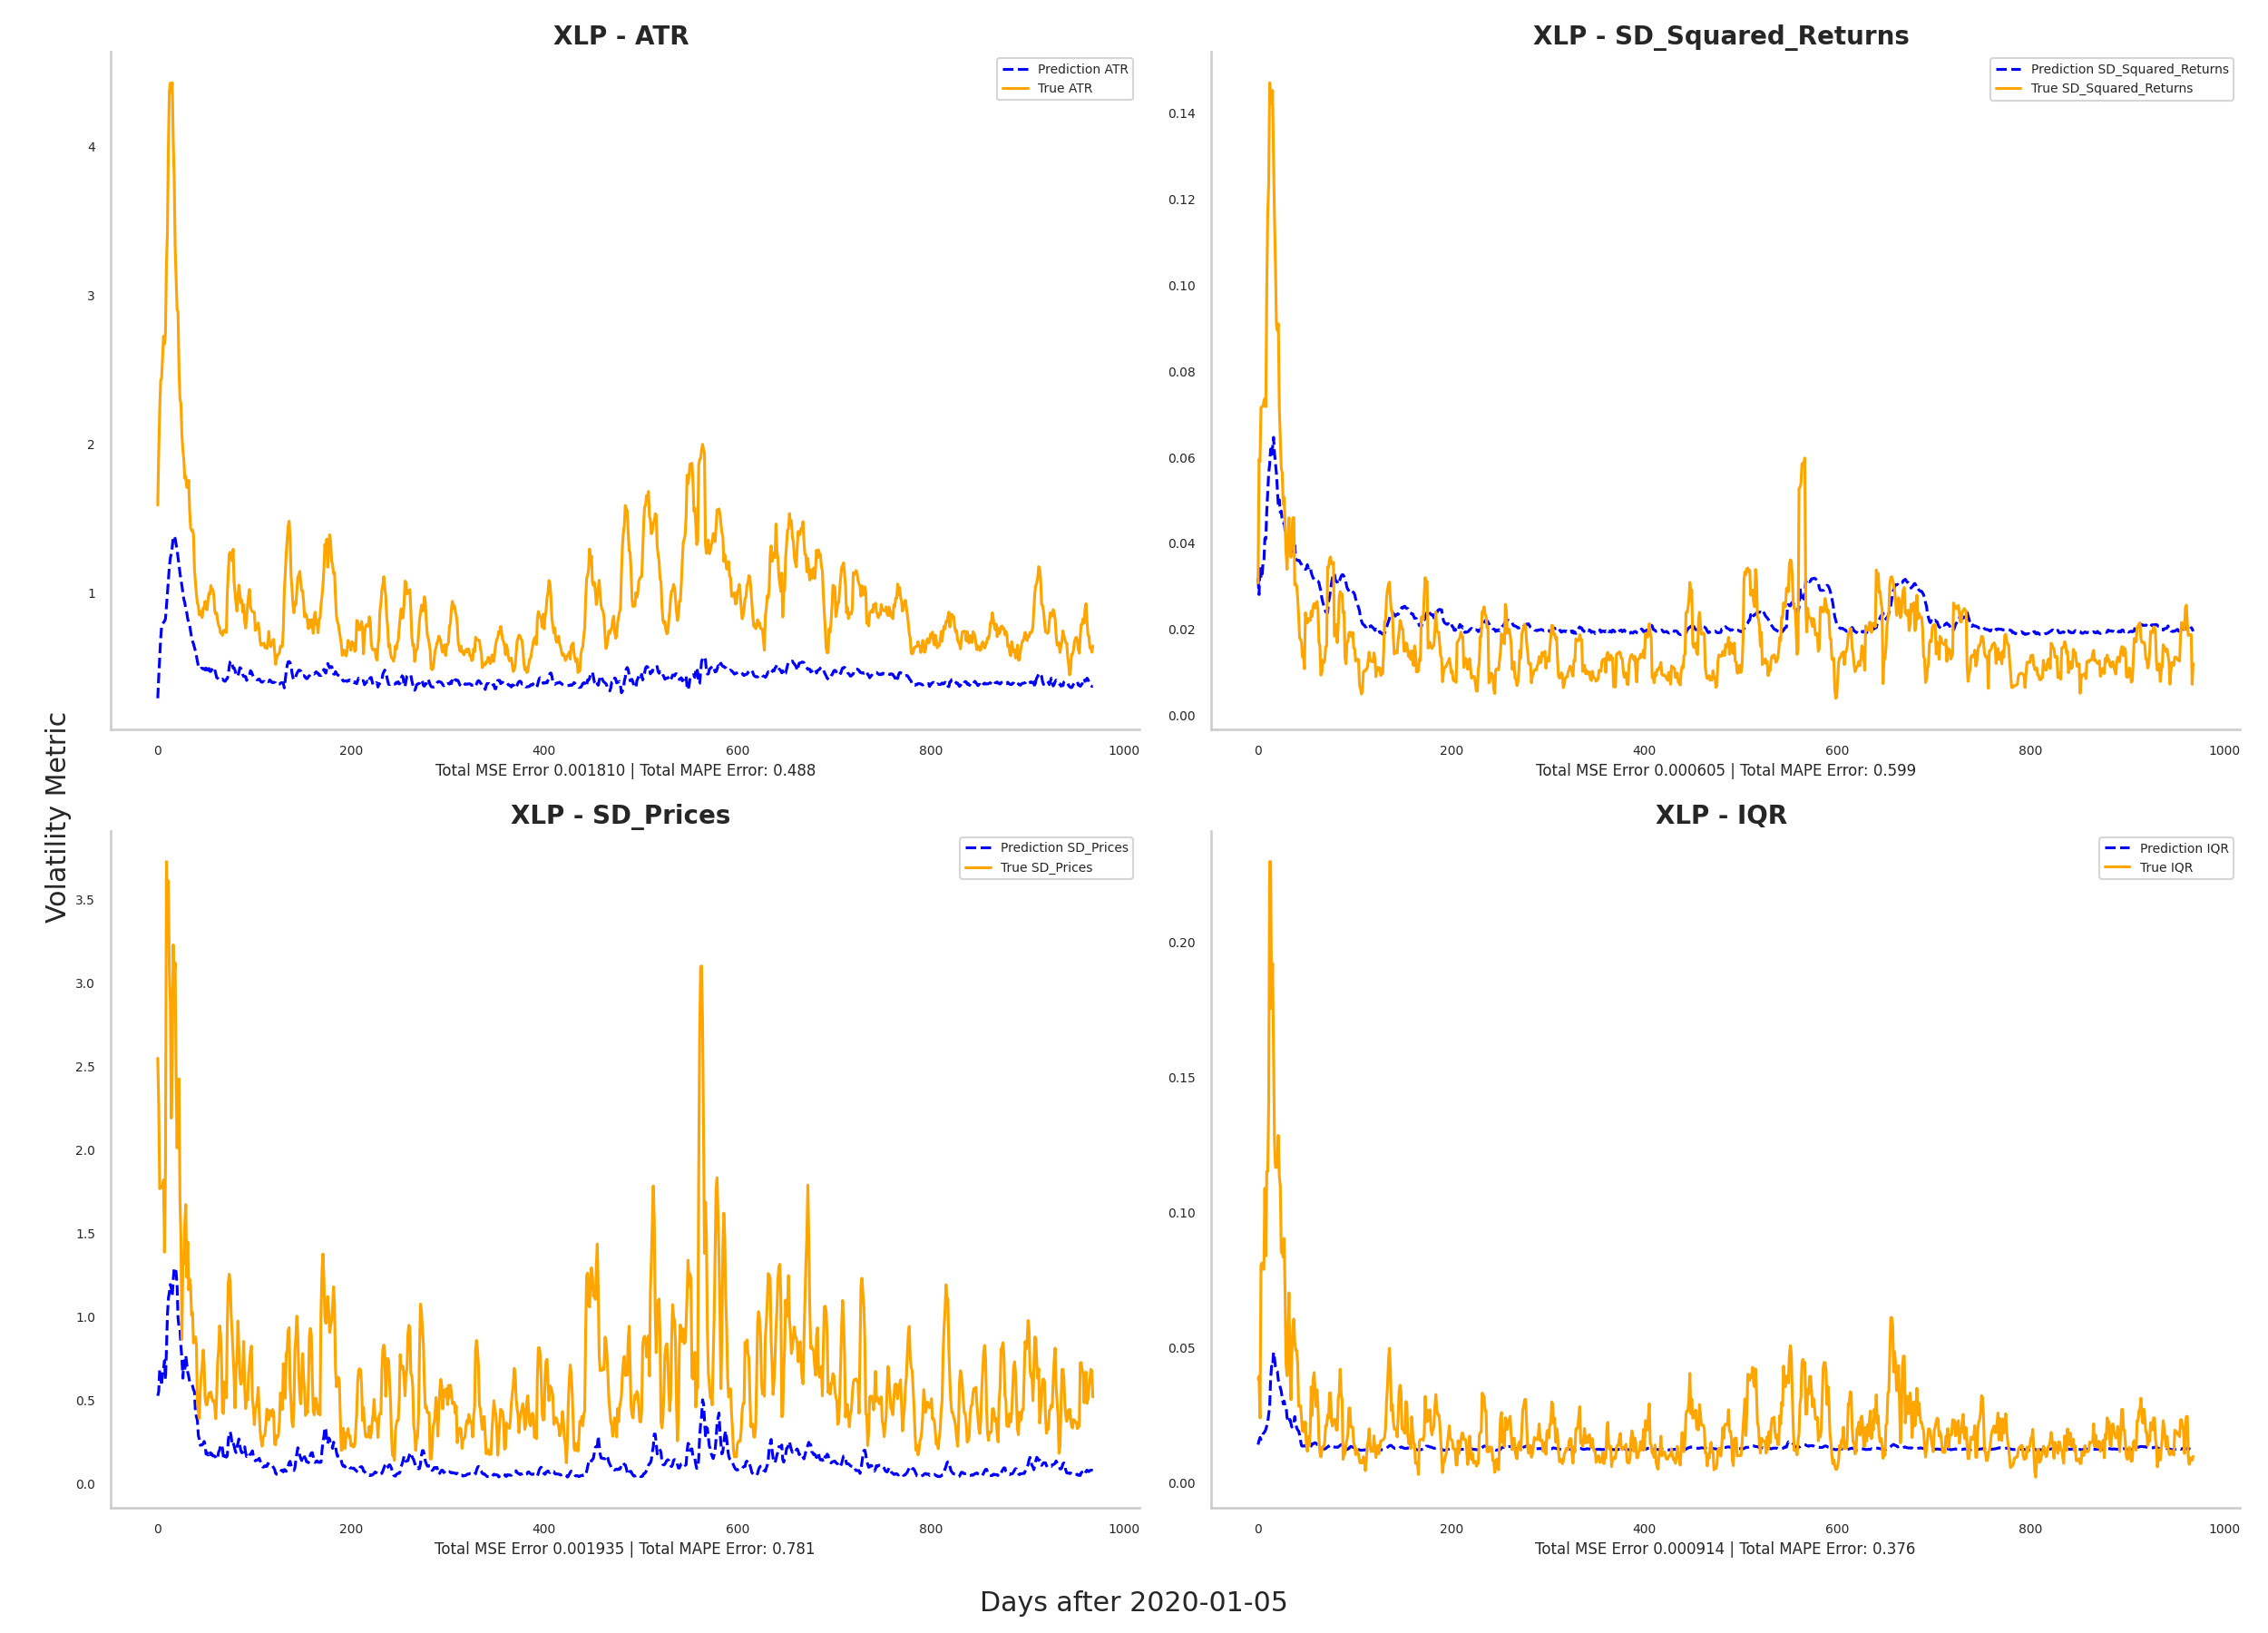 XLP - ATR
Prediction ATR
True ATR
4
3
2
1
0 200 400 600 800 1000
Total MSE Error 0.001810 | Total MAPE Error: 0.488
XLP - SD_Squared_Returns
Prediction SD_Squared_Returns
True SD_Squared_Returns
0.14
0.12
0.10
0.08
0.06
0.04
0.02
0.00
0 200 400 600 800 1000
Total MSE Error 0.000605 | Total MAPE Error: 0.599
Volatility Metric
XLP - SD_Prices
Prediction SD_Prices
True SD_Prices
3.5
3.0
2.5
2.0
1.5
1.0
0.5
0.0
0 200 400 600 800 1000
Total MSE Error 0.001935 | Total MAPE Error: 0.781
XLP - IQR
Prediction IQR
True IQR
0.20
0.15
0.10
0.05
0.00
0 200 400 600 800 1000
Total MSE Error 0.000914 | Total MAPE Error: 0.376
Days after 2020-01-05